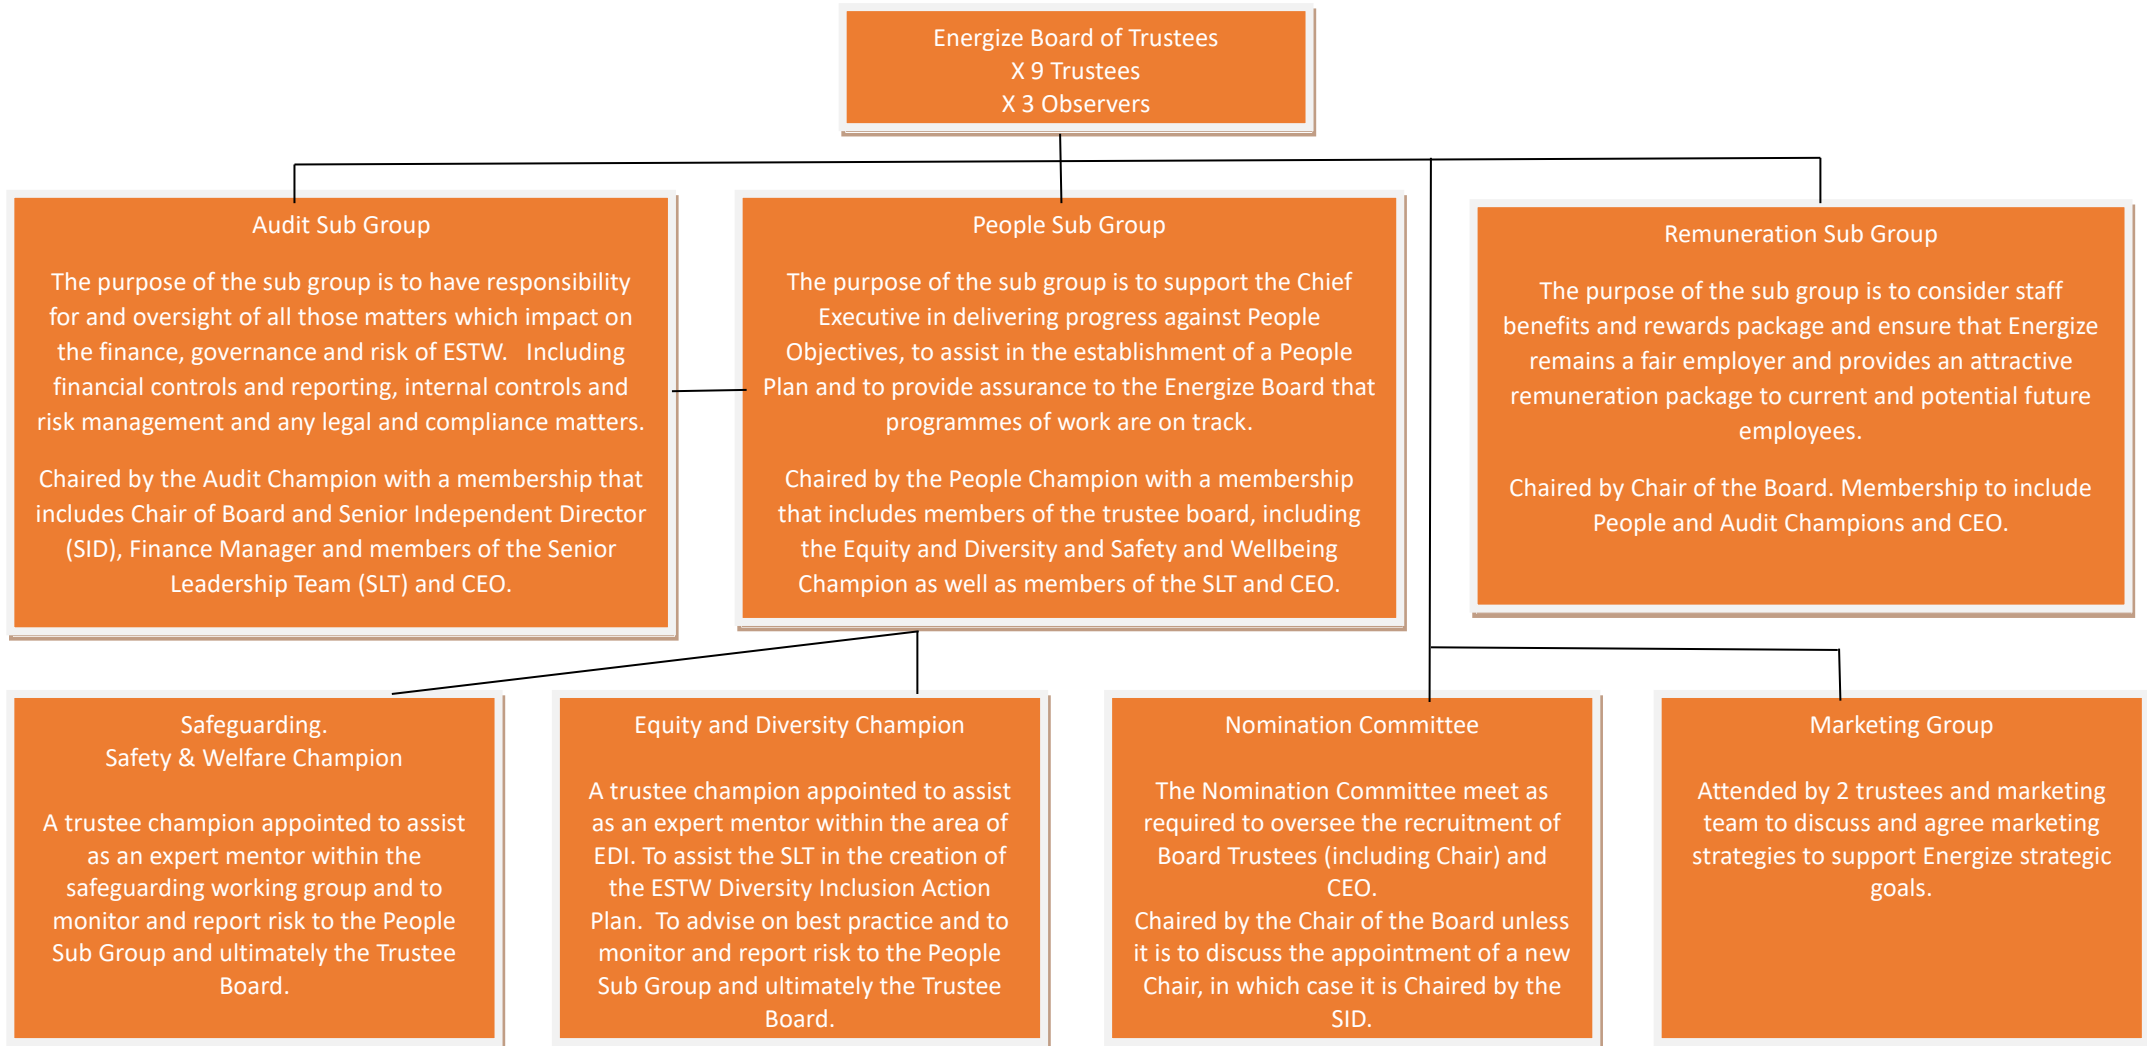 Energize Board of Trustees
X 9 Trustees
X 3 Observers
Audit Sub Group
The purpose of the sub group is to have responsibility
for and oversight of all those matters which impact on
the finance, governance and risk of ESTW.   Including
financial controls and reporting, internal controls and
risk management and any legal and compliance matters.
Chaired by the Audit Champion with a membership that
includes Chair of Board and Senior Independent Director
(SID), Finance Manager and members of the Senior
Leadership Team (SLT) and CEO.
People Sub Group
The purpose of the sub group is to support the Chief
Executive in delivering progress against People
Objectives, to assist in the establishment of a People
Plan and to provide assurance to the Energize Board that
programmes of work are on track.
Chaired by the People Champion with a membership
that includes members of the trustee board, including
the Equity and Diversity and Safety and Wellbeing
Champion as well as members of the SLT and CEO.
Remuneration Sub Group
The purpose of the sub group is to consider staff
benefits and rewards package and ensure that Energize
remains a fair employer and provides an attractive
remuneration package to current and potential future
employees.
Chaired by Chair of the Board. Membership to include
People and Audit Champions and CEO.
Safeguarding.
Safety & Welfare Champion
A trustee champion appointed to assist
as an expert mentor within the
safeguarding working group and to
monitor and report risk to the People
Sub Group and ultimately the Trustee
Board.
Equity and Diversity Champion
A trustee champion appointed to assist
as an expert mentor within the area of
EDI. To assist the SLT in the creation of
the ESTW Diversity Inclusion Action
Plan.  To advise on best practice and to
monitor and report risk to the People
Sub Group and ultimately the Trustee
Board.
Nomination Committee
The Nomination Committee meet as
required to oversee the recruitment of
Board Trustees (including Chair) and
CEO.
Chaired by the Chair of the Board unless
it is to discuss the appointment of a new
Chair, in which case it is Chaired by the
SID.
Marketing Group
Attended by 2 trustees and marketing
team to discuss and agree marketing
strategies to support Energize strategic
goals.